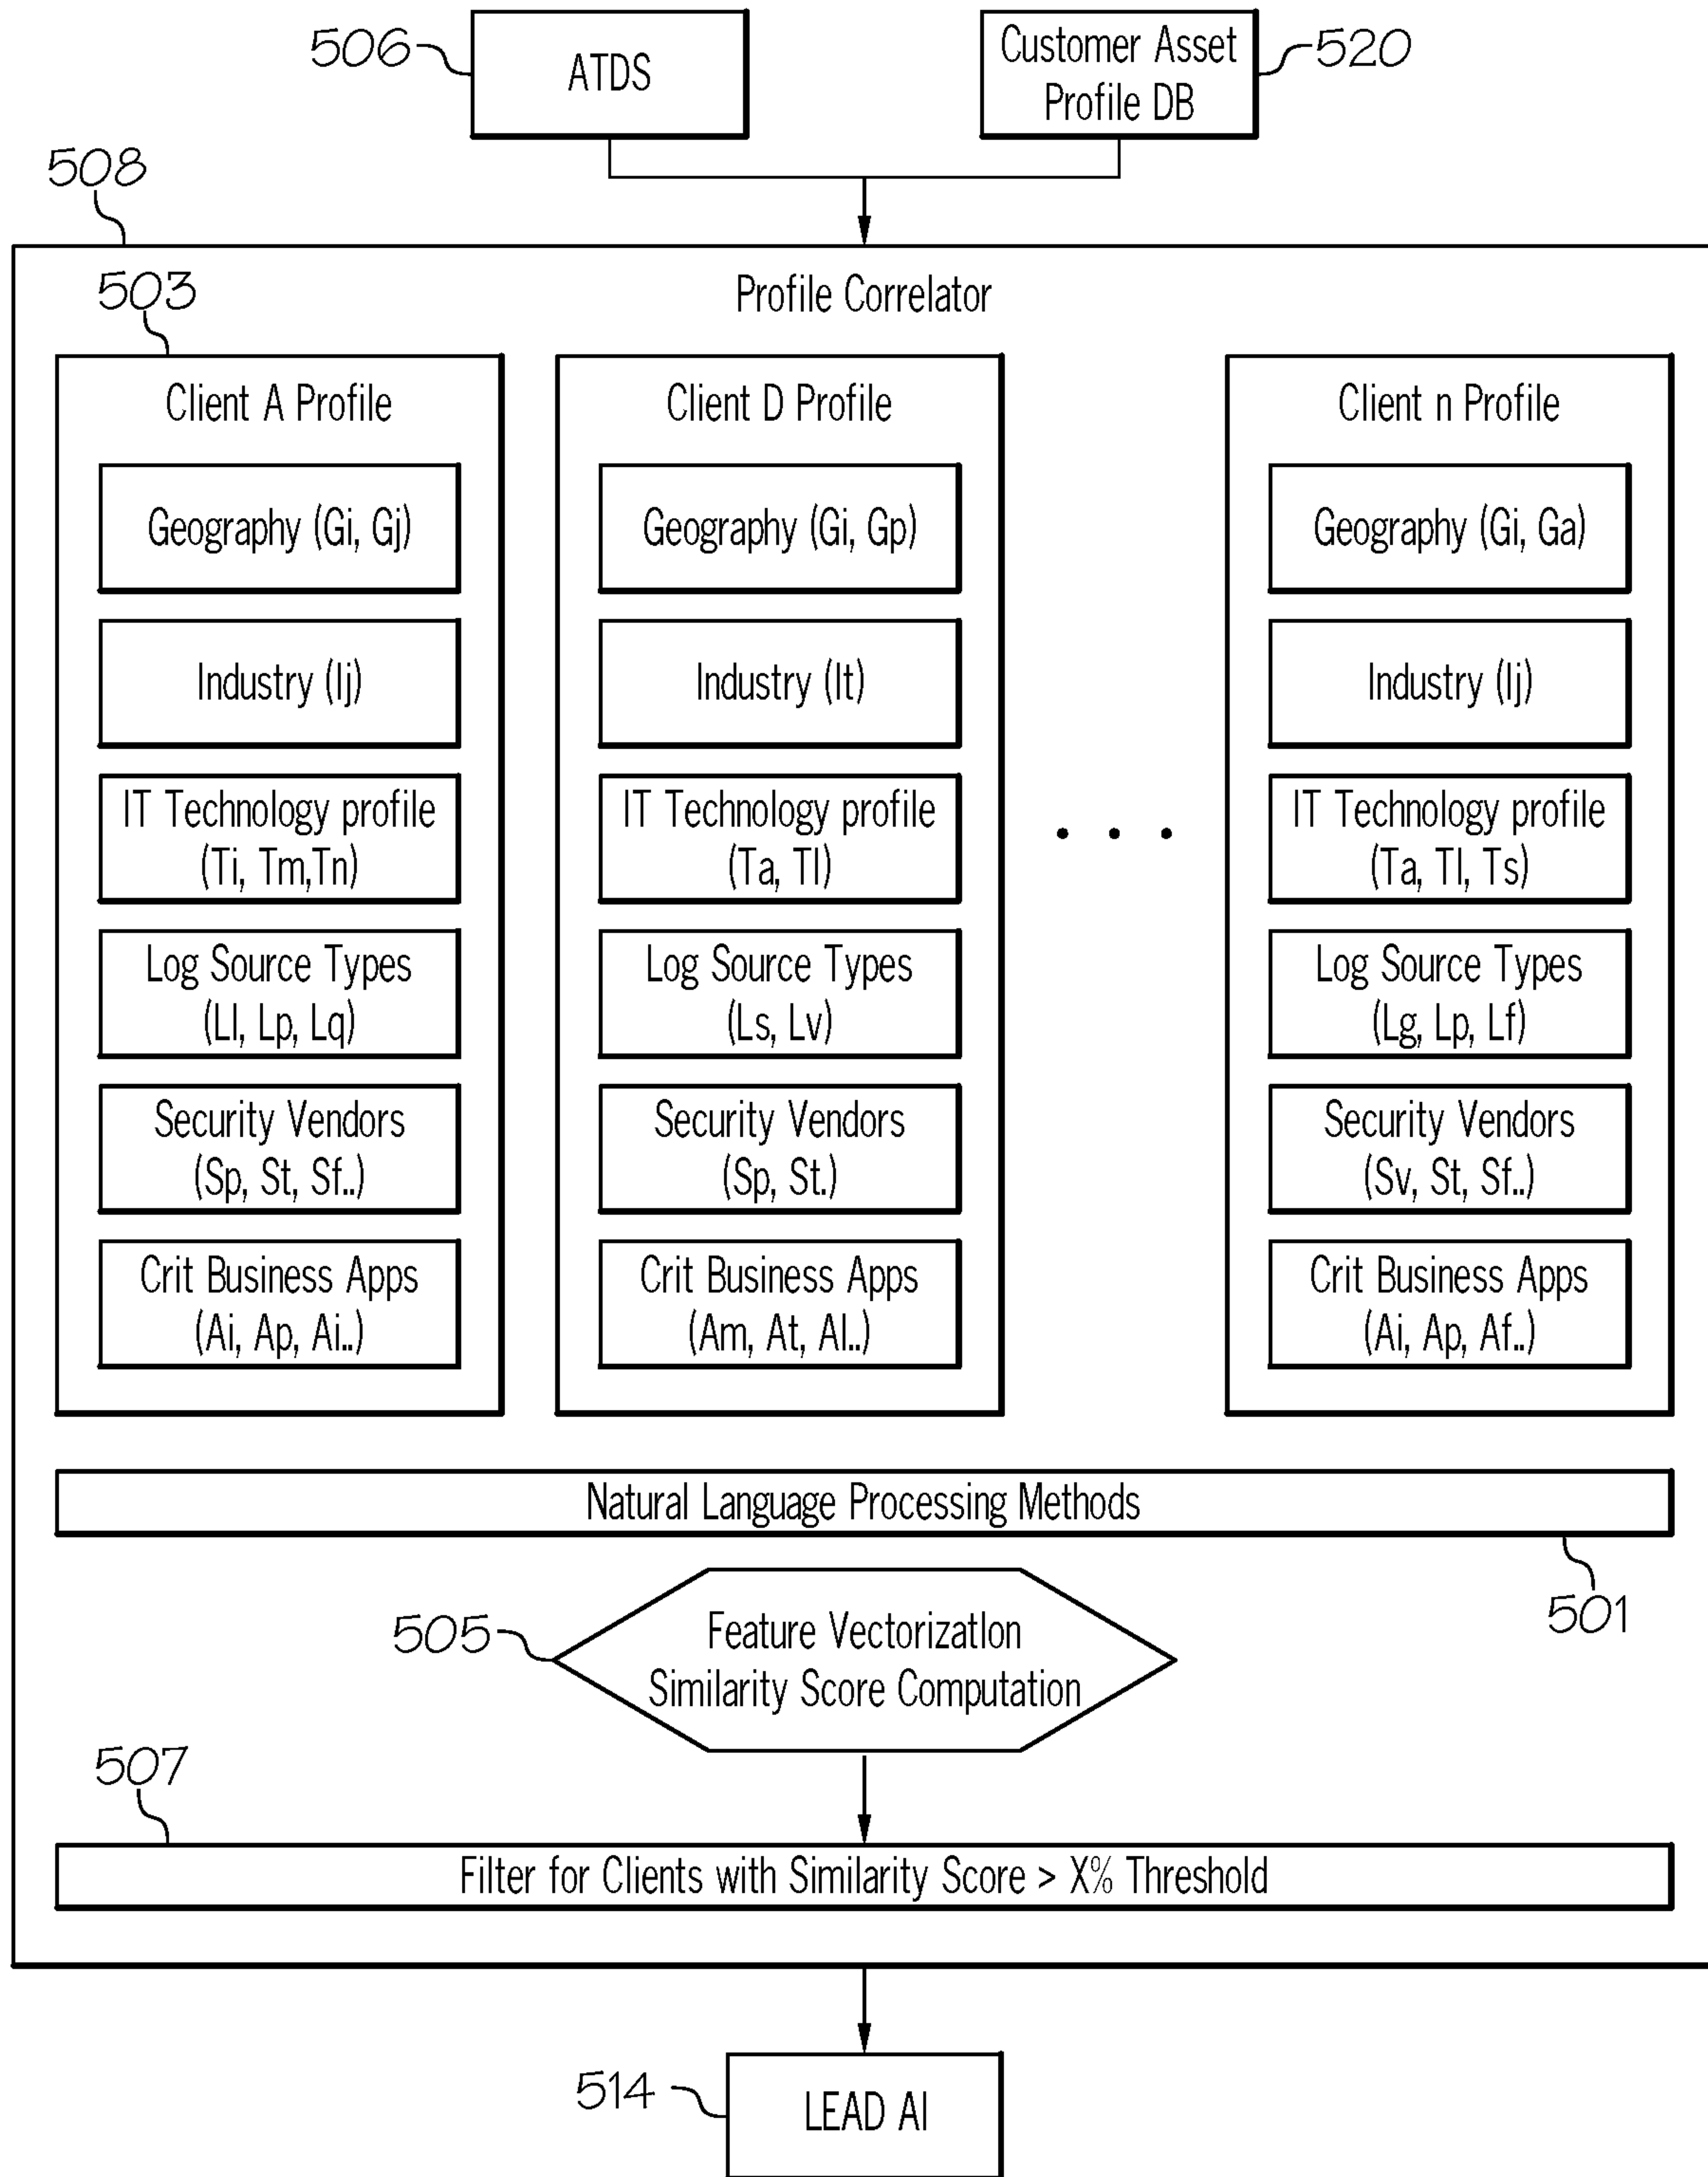 506
ATDS
Customer Asset
Profile DB
520
508
503
Profile Correlator
Client A Profile
Geography (Gi, Gj)
Industry (Ij)
IT Technology profile
(Ti, Tm,Tn)
Log Source Types
(Ll, Lp, Lq)
Security Vendors
(Sp, St, Sf..)
Crit Business Apps
(Ai, Ap, Ai..)
Client D Profile
Geography (Gi, Gp)
Industry (It)
IT Technology profile
(Ta, Tl)
Log Source Types
(Ls, Lv)
Security Vendors
(Sp, St.)
Crit Business Apps
(Am, At, Al..)
. . .
Client n Profile
Geography (Gi, Ga)
Industry (Ij)
IT Technology profile
(Ta, Tl, Ts)
Log Source Types
(Lg, Lp, Lf)
Security Vendors
(Sv, St, Sf..)
Crit Business Apps
(Ai, Ap, Af..)
Natural Language Processing Methods
501
505
Feature VectorizatIon
Similarity Score Computation
507
Filter for Clients with Similarity Score > X% Threshold
514
LEAD AI